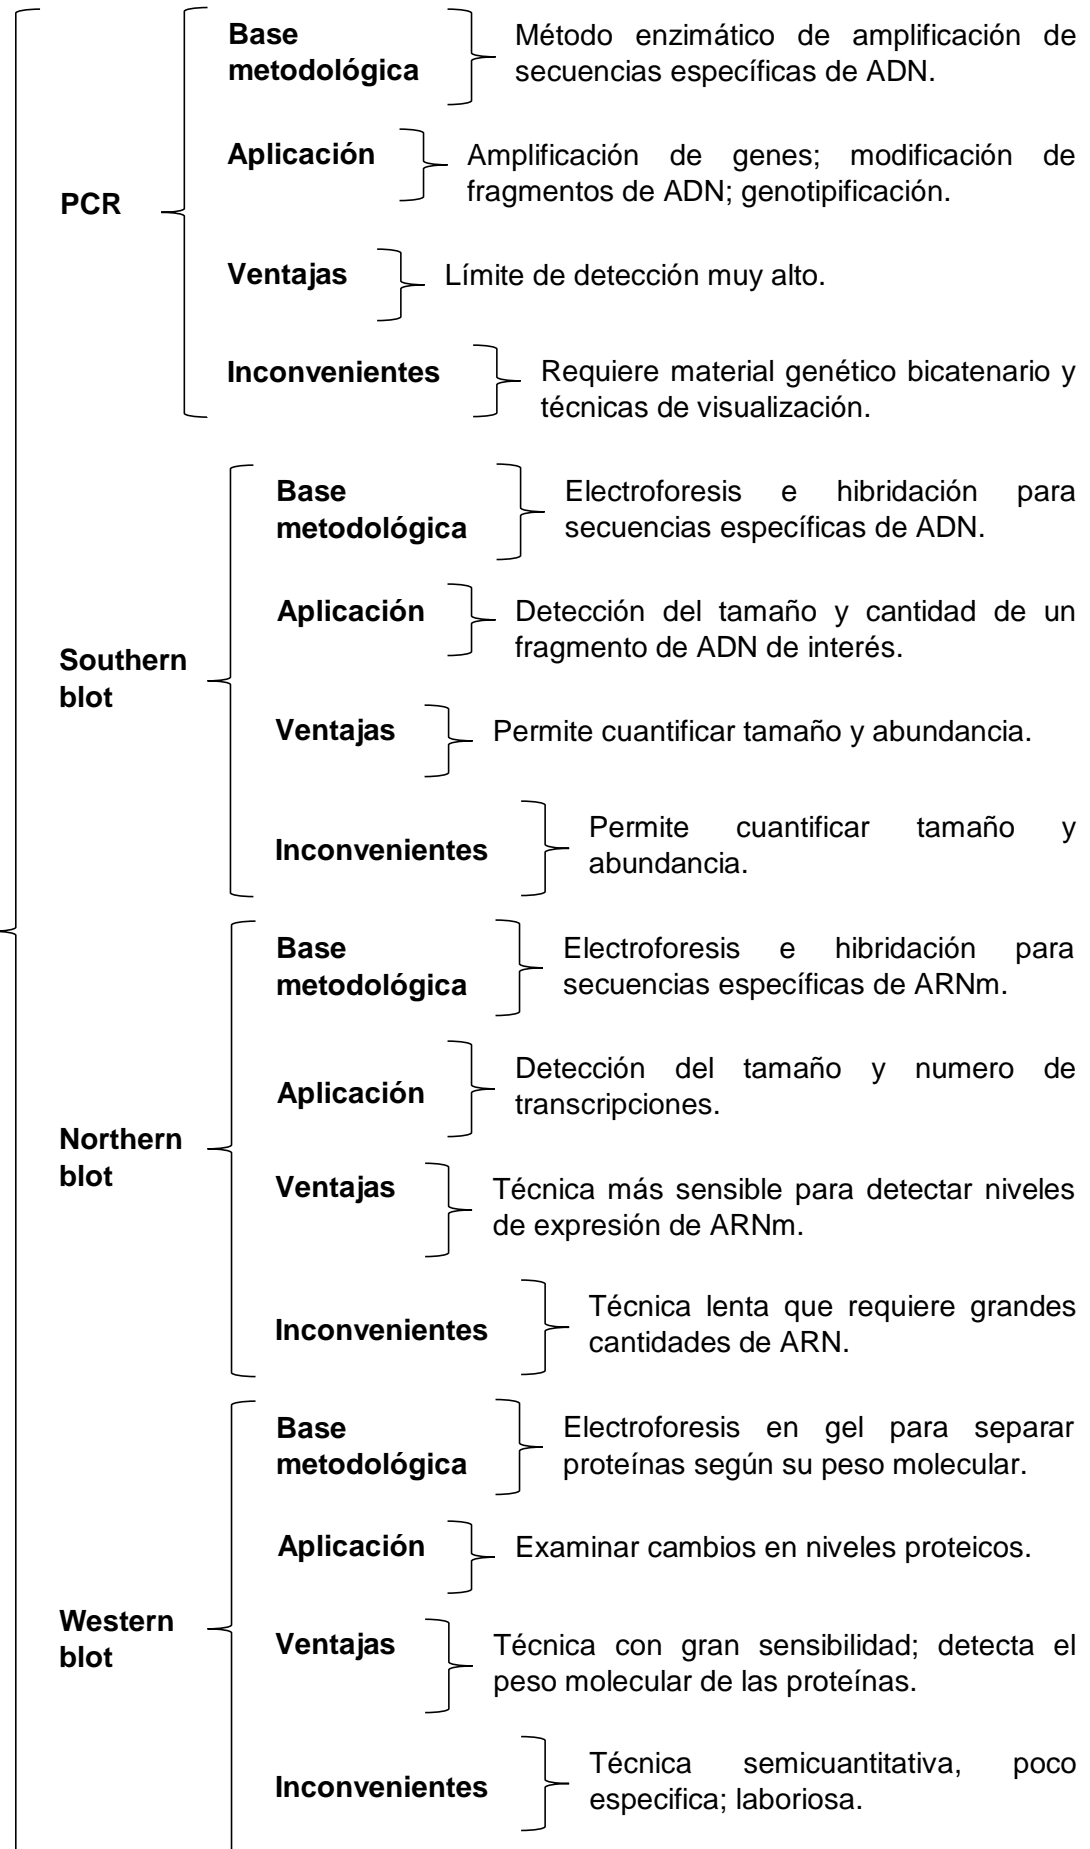 PCR
Base
metodológica
Método enzimático de amplificación de
secuencias específicas de ADN.
Aplicación
Amplificación de genes; modificación de
fragmentos de ADN; genotipificación.
Ventajas
Límite de detección muy alto.
Inconvenientes
Requiere material genético bicatenario y
técnicas de visualización.
Southern
blot
Base
metodológica
Electroforesis e hibridación para
secuencias específicas de ADN.
Aplicación
Detección del tamaño y cantidad de un
fragmento de ADN de interés.
Ventajas
Permite cuantificar tamaño y abundancia.
Inconvenientes
Permite cuantificar tamaño y
abundancia.
Northern
blot
Base
metodológica
Electroforesis e hibridación para
secuencias específicas de ARNm.
Aplicación
Detección del tamaño y numero de
transcripciones.
Ventajas
Técnica más sensible para detectar niveles
de expresión de ARNm.
Inconvenientes
Técnica lenta que requiere grandes
cantidades de ARN.
Western
blot
Base
metodológica
Electroforesis en gel para separar
proteínas según su peso molecular.
Aplicación
Examinar cambios en niveles proteicos.
Ventajas
Técnica con gran sensibilidad; detecta el
peso molecular de las proteínas.
Inconvenientes
Técnica semicuantitativa, poco
especifica; laboriosa.